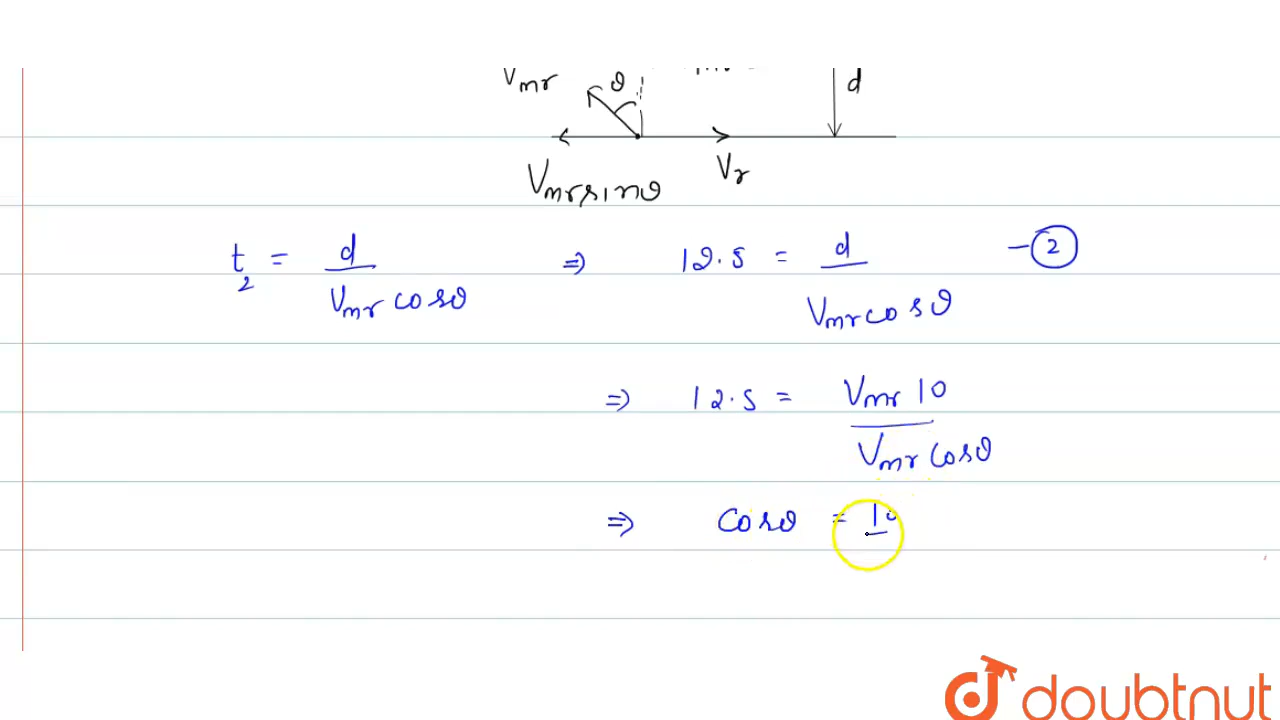 Vmr θ d
Vmr sinθ Vr
t2 = d / Vmr cosθ ⇒ 12.5 = d / Vmr cosθ - 2
⇒ 12.5 = Vmr 10 / Vmr cosθ
⇒ cosθ = 10
doubtnut